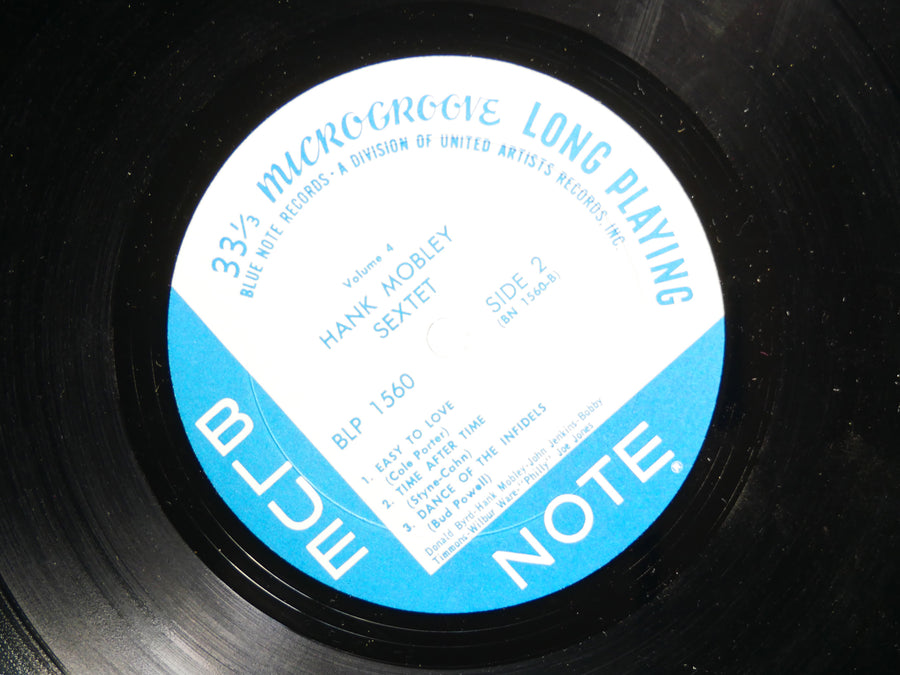 33⅓ MICROGROOVE LONG PLAYING
BLUE NOTE RECORDS · A DIVISION OF UNITED ARTISTS RECORDS, INC.
Volume 4
HANK MOBLEY
SEXTET
SIDE 2
(BN 1560-B)
BLP 1560
1. EASY TO LOVE
(Cole Porter)
2. TIME AFTER TIME
(Styne-Cahn)
3. DANCE OF THE INFIDELS
(Bud Powell)
Donald Byrd-Hank Mobley-John Jenkins-Bobby
Timmons-Wilbur Ware-"Philly" Joe Jones
BLUE
NOTE®